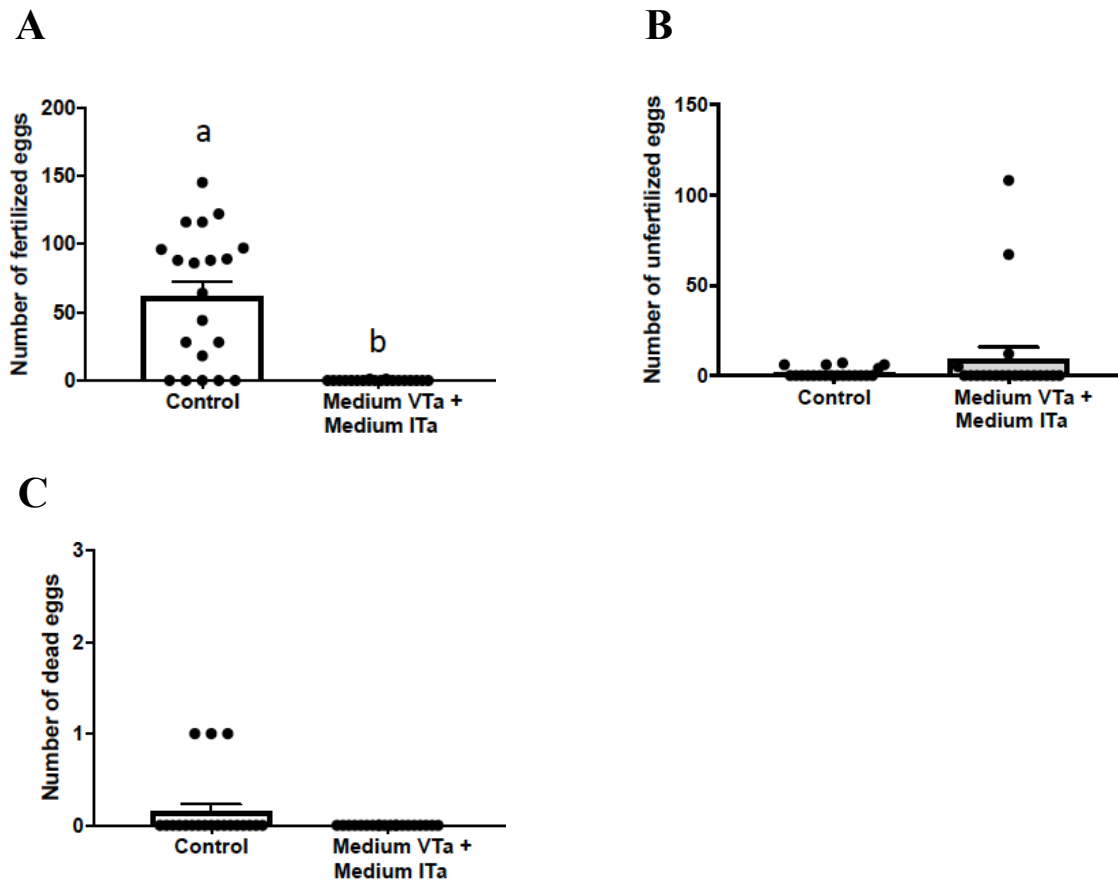 A
Number of fertilized eggs
200
150
100
50
0
a
b
Control
Medium VTa +
Medium ITa
B
Number of unfertilized eggs
150
100
50
0
Control
Medium VTa +
Medium ITa
C
Number of dead eggs
3
2
1
0
Control
Medium VTa +
Medium ITa